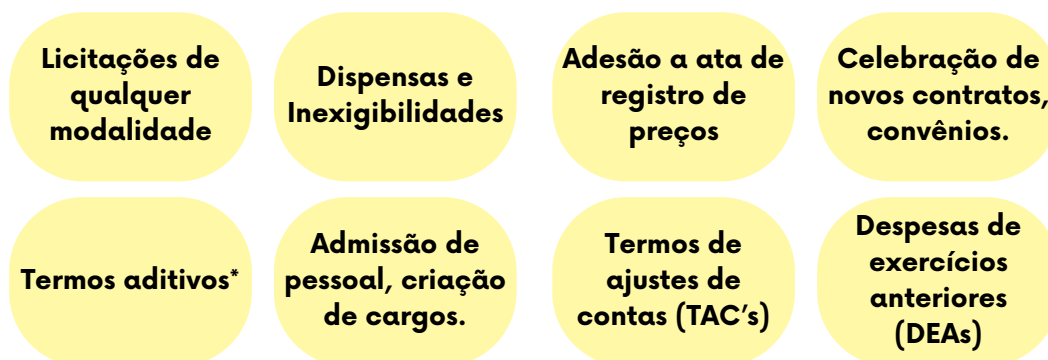 Licitações de
qualquer
modalidade
Dispensas e
Inexigibilidades
Adesão a ata de
registro de
preços
Celebração de
novos contratos,
convênios.
Termos aditivos*
Admissão de
pessoal, criação
de cargos.
Termos de
ajustes de
contas (TAC's)
Despesas de
exercícios
anteriores
(DEAs)